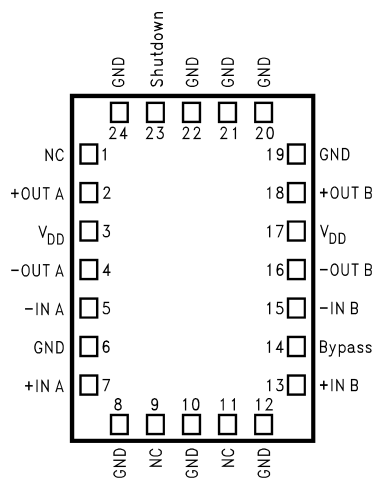 GND Shutdown GND GND GND
24 23 22 21 20
NC 1 19 GND
+OUT A 2 18 +OUT B
VDD 3 17 VDD
−OUT A 4 16 −OUT B
−IN A 5 15 −IN B
GND 6 14 Bypass
+IN A 7 13 +IN B
8 9 10 11 12
GND NC GND NC GND